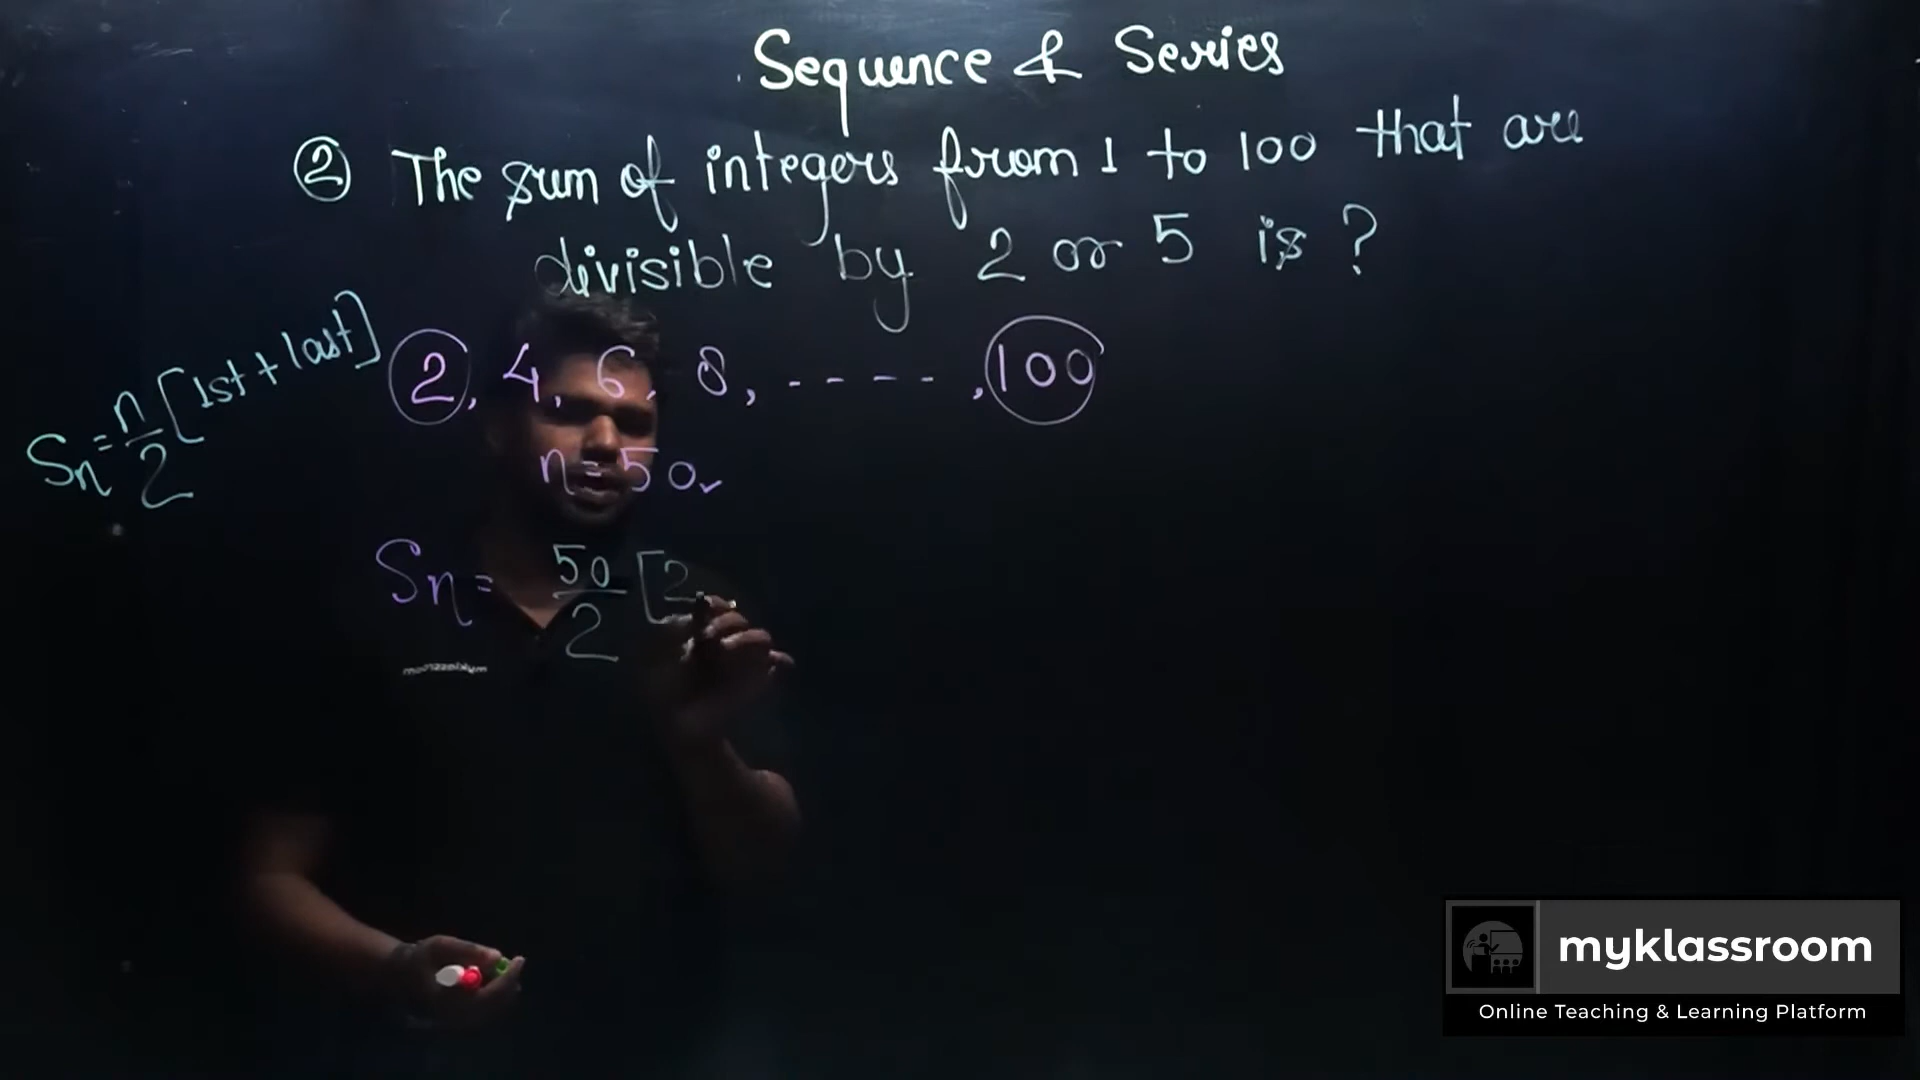 Sequence & Series
② The sum of integers from 1 to 100 that are
divisible by 2 or 5 is ?
Sn = n/2 [1st + last]
2, 4, 6, 8, - - - - , 100
n = 50
Sn = 50/2 [2
myklassroom
Online Teaching & Learning Platform